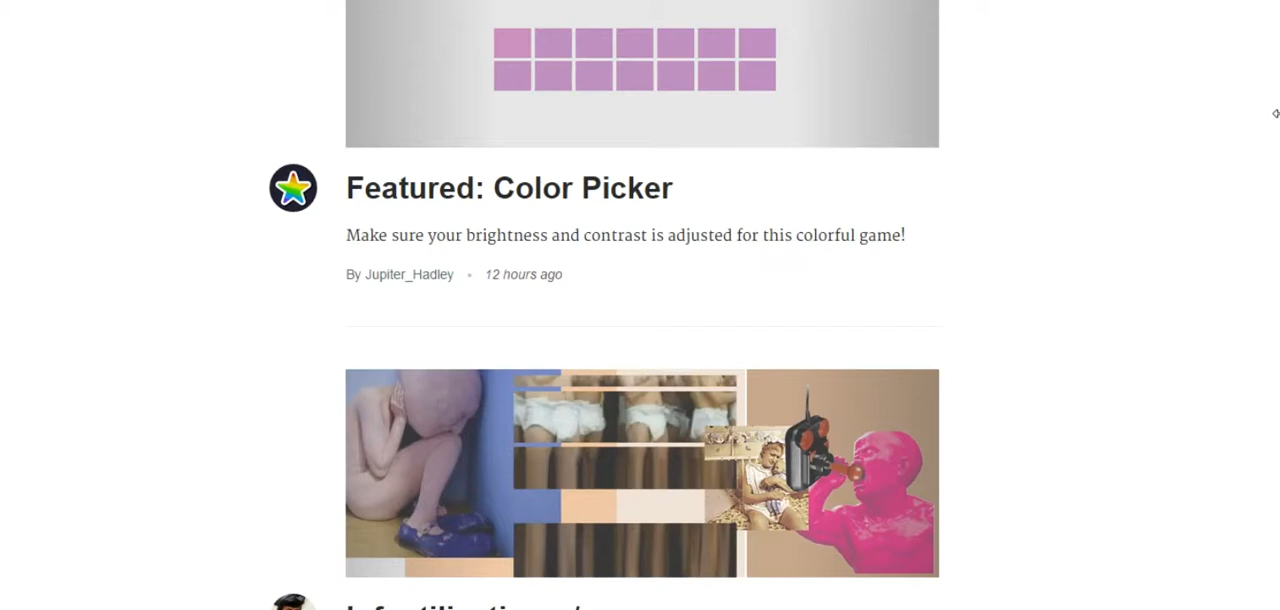 Featured: Color Picker
Make sure your brightness and contrast is adjusted for this colorful game!
By Jupiter_Hadley • 12 hours ago